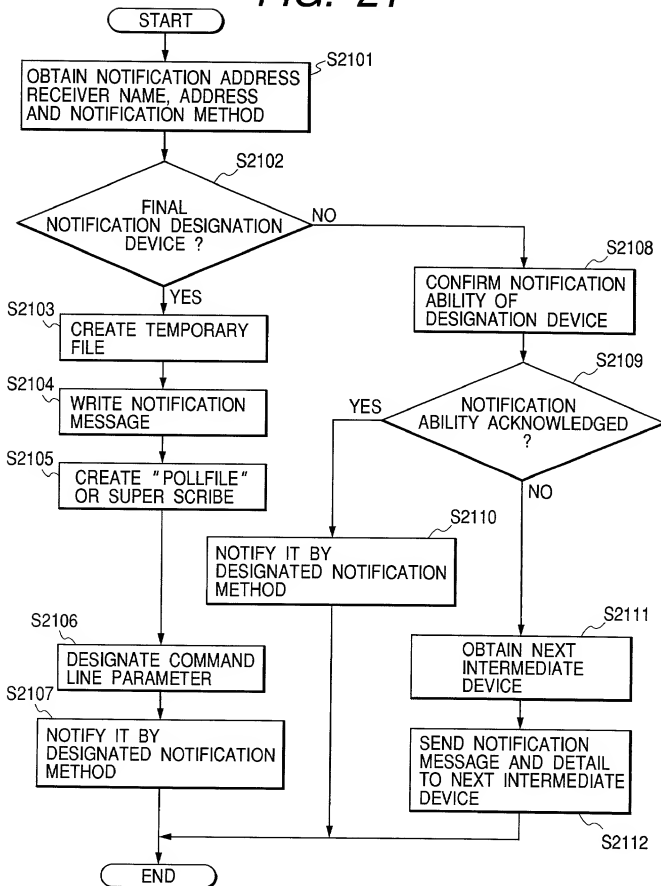 FIG. 21
START
S2101
OBTAIN NOTIFICATION ADDRESS
RECEIVER NAME, ADDRESS
AND NOTIFICATION METHOD
S2102
FINAL
NOTIFICATION DESIGNATION
DEVICE ?
NO
YES
S2103
CREATE TEMPORARY
FILE
S2104
WRITE NOTIFICATION
MESSAGE
S2105
CREATE "POLLFILE"
OR SUPER SCRIBE
S2106
DESIGNATE COMMAND
LINE PARAMETER
S2107
NOTIFY IT BY
DESIGNATED NOTIFICATION
METHOD
S2108
CONFIRM NOTIFICATION
ABILITY OF
DESIGNATION DEVICE
S2109
NOTIFICATION
ABILITY ACKNOWLEDGED
?
YES
NO
S2110
NOTIFY IT BY
DESIGNATED NOTIFICATION
METHOD
S2111
OBTAIN NEXT
INTERMEDIATE
DEVICE
SEND NOTIFICATION
MESSAGE AND DETAIL
TO NEXT INTERMEDIATE
DEVICE
S2112
END